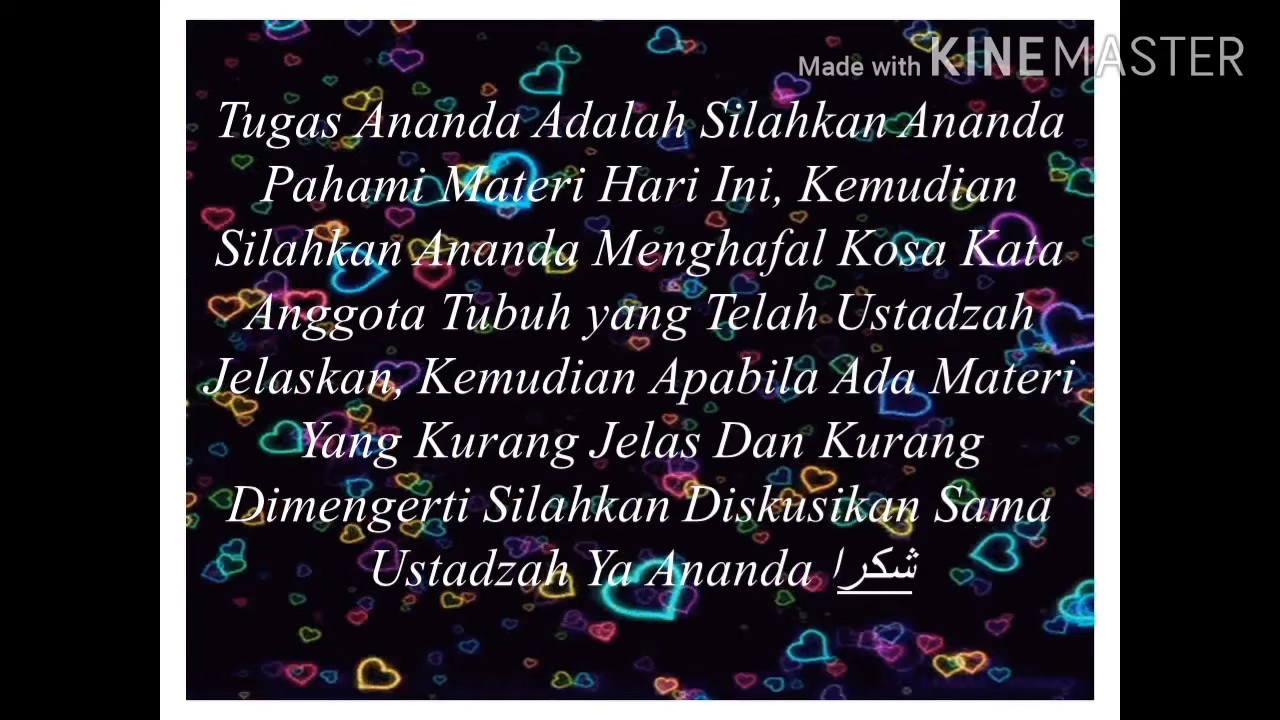 Made with KINEMASTER
Tugas Ananda Adalah Silahkan Ananda
Pahami Materi Hari Ini, Kemudian
Silahkan Ananda Menghafal Kosa Kata
Anggota Tubuh yang Telah Ustadzah
Jelaskan, Kemudian Apabila Ada Materi
Yang Kurang Jelas Dan Kurang
Dimengerti Silahkan Diskusikan Sama
Ustadzah Ya Ananda شكرا